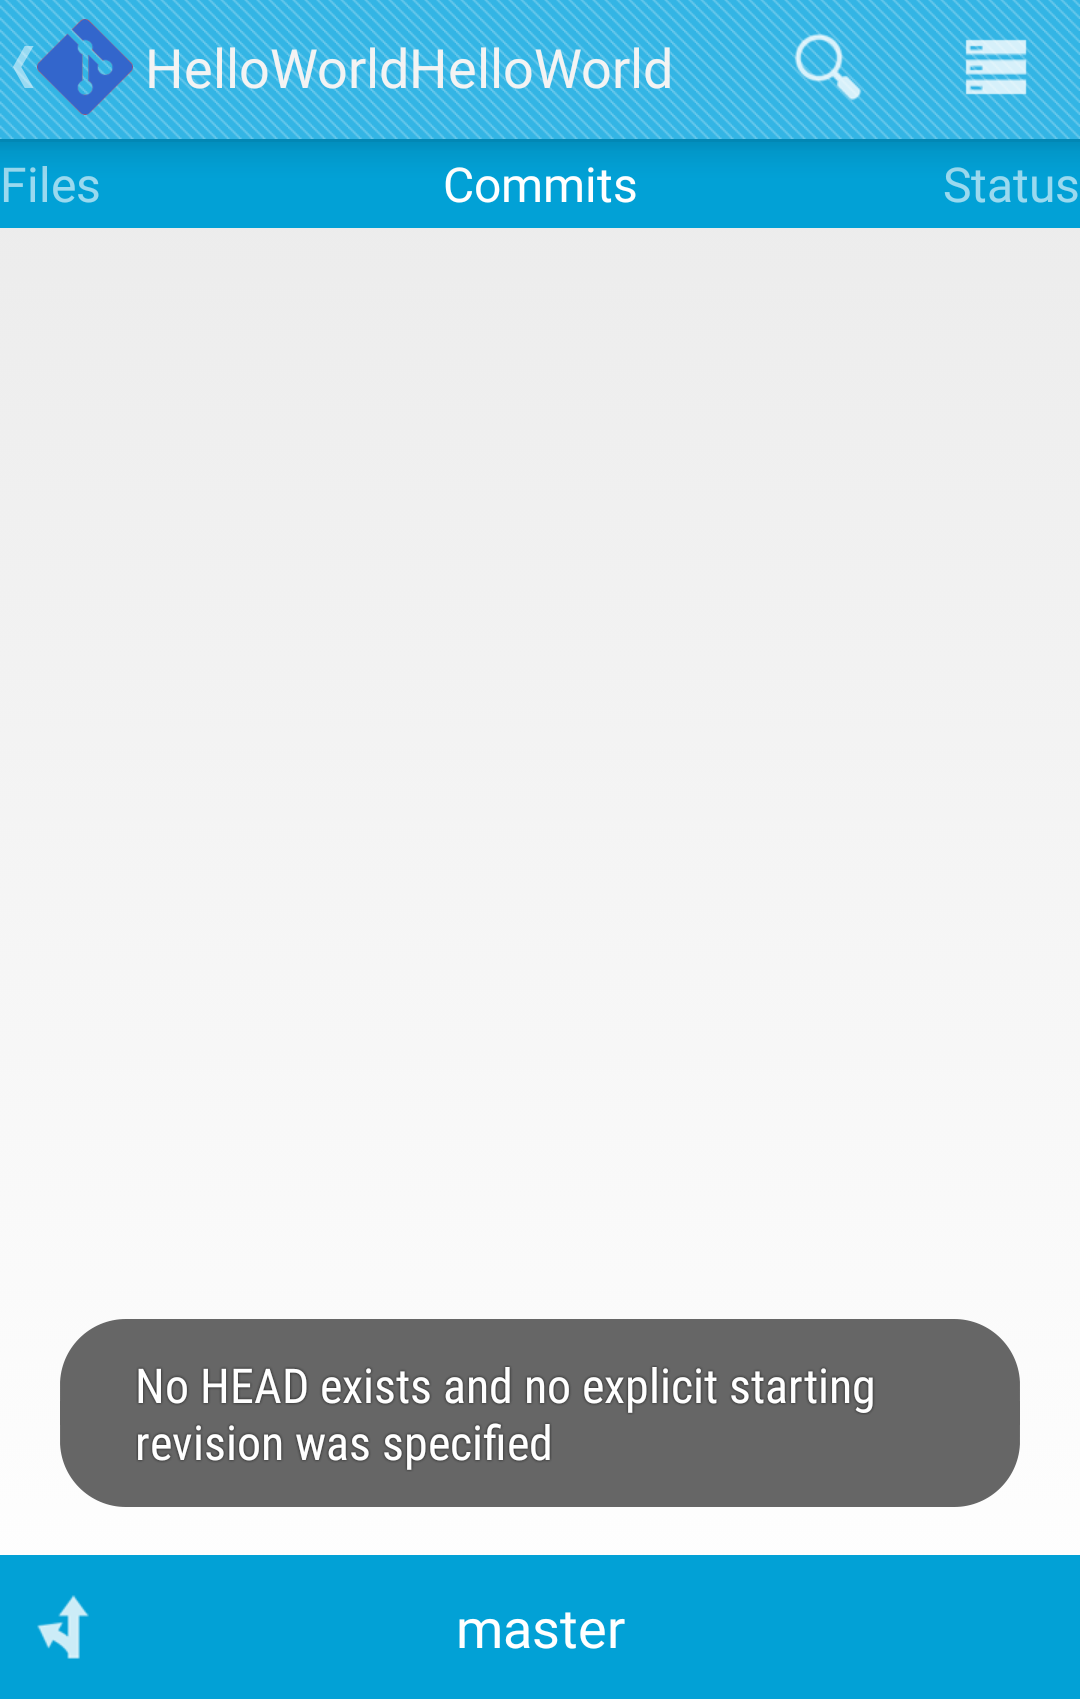 HelloWorldHelloWorld
Files
Commits
Status
No HEAD exists and no explicit starting
revision was specified
master